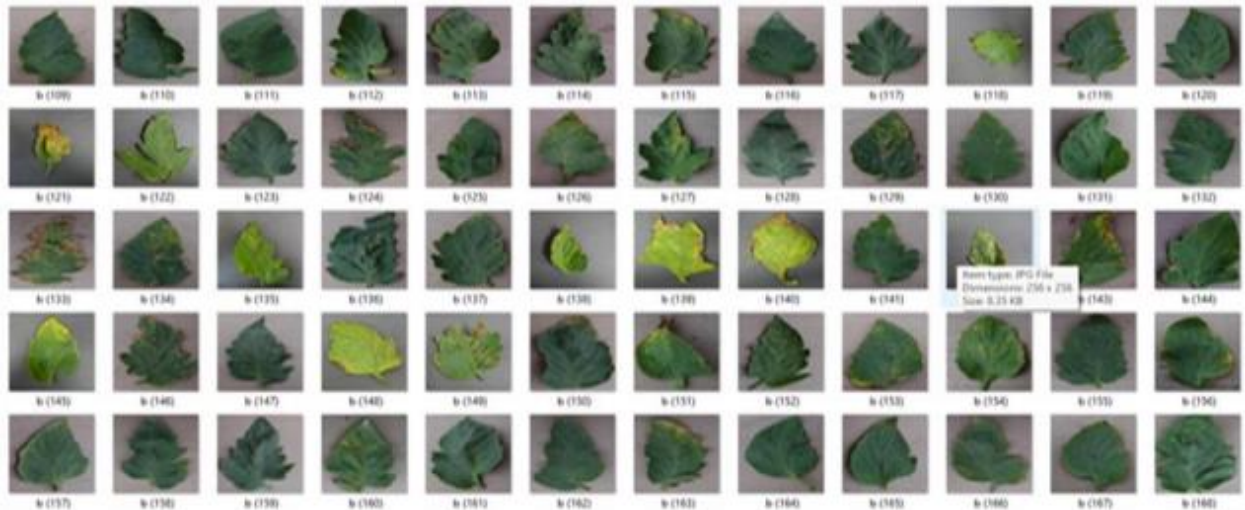 b (109) b (110) b (111) b (112) b (113) b (114) b (115) b (116) b (117) b (118) b (119) b (120)
b (121) b (122) b (123) b (124) b (125) b (126) b (127) b (128) b (129) b (130) b (131) b (132)
Item type: JPG File
Dimensions: 256 x 256
Size: KB
b (133) b (134) b (135) b (136) b (137) b (138) b (139) b (140) b (141) b (143) b (144)
b (145) b (146) b (147) b (148) b (149) b (150) b (151) b (152) b (153) b (154) b (155) b (156)
b (157) b (158) b (159) b (160) b (161) b (162) b (163) b (164) b (165) b (166) b (167) b (168)